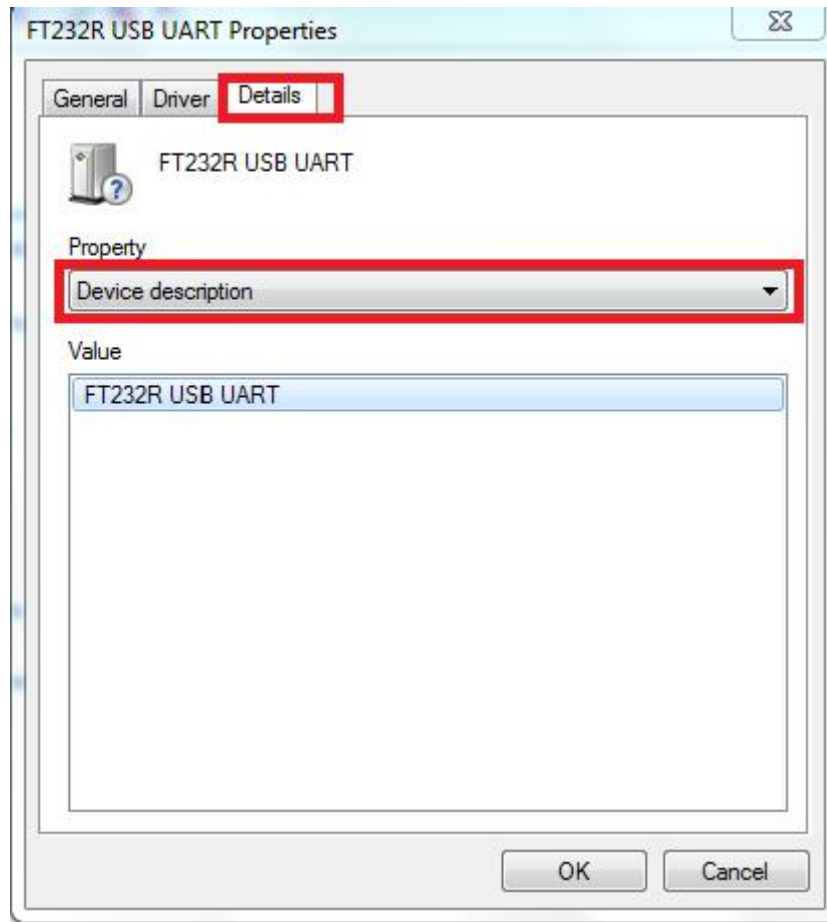 FT232R USB UART Properties
General Driver Details
FT232R USB UART
Property
Device description
Value
FT232R USB UART
OK Cancel